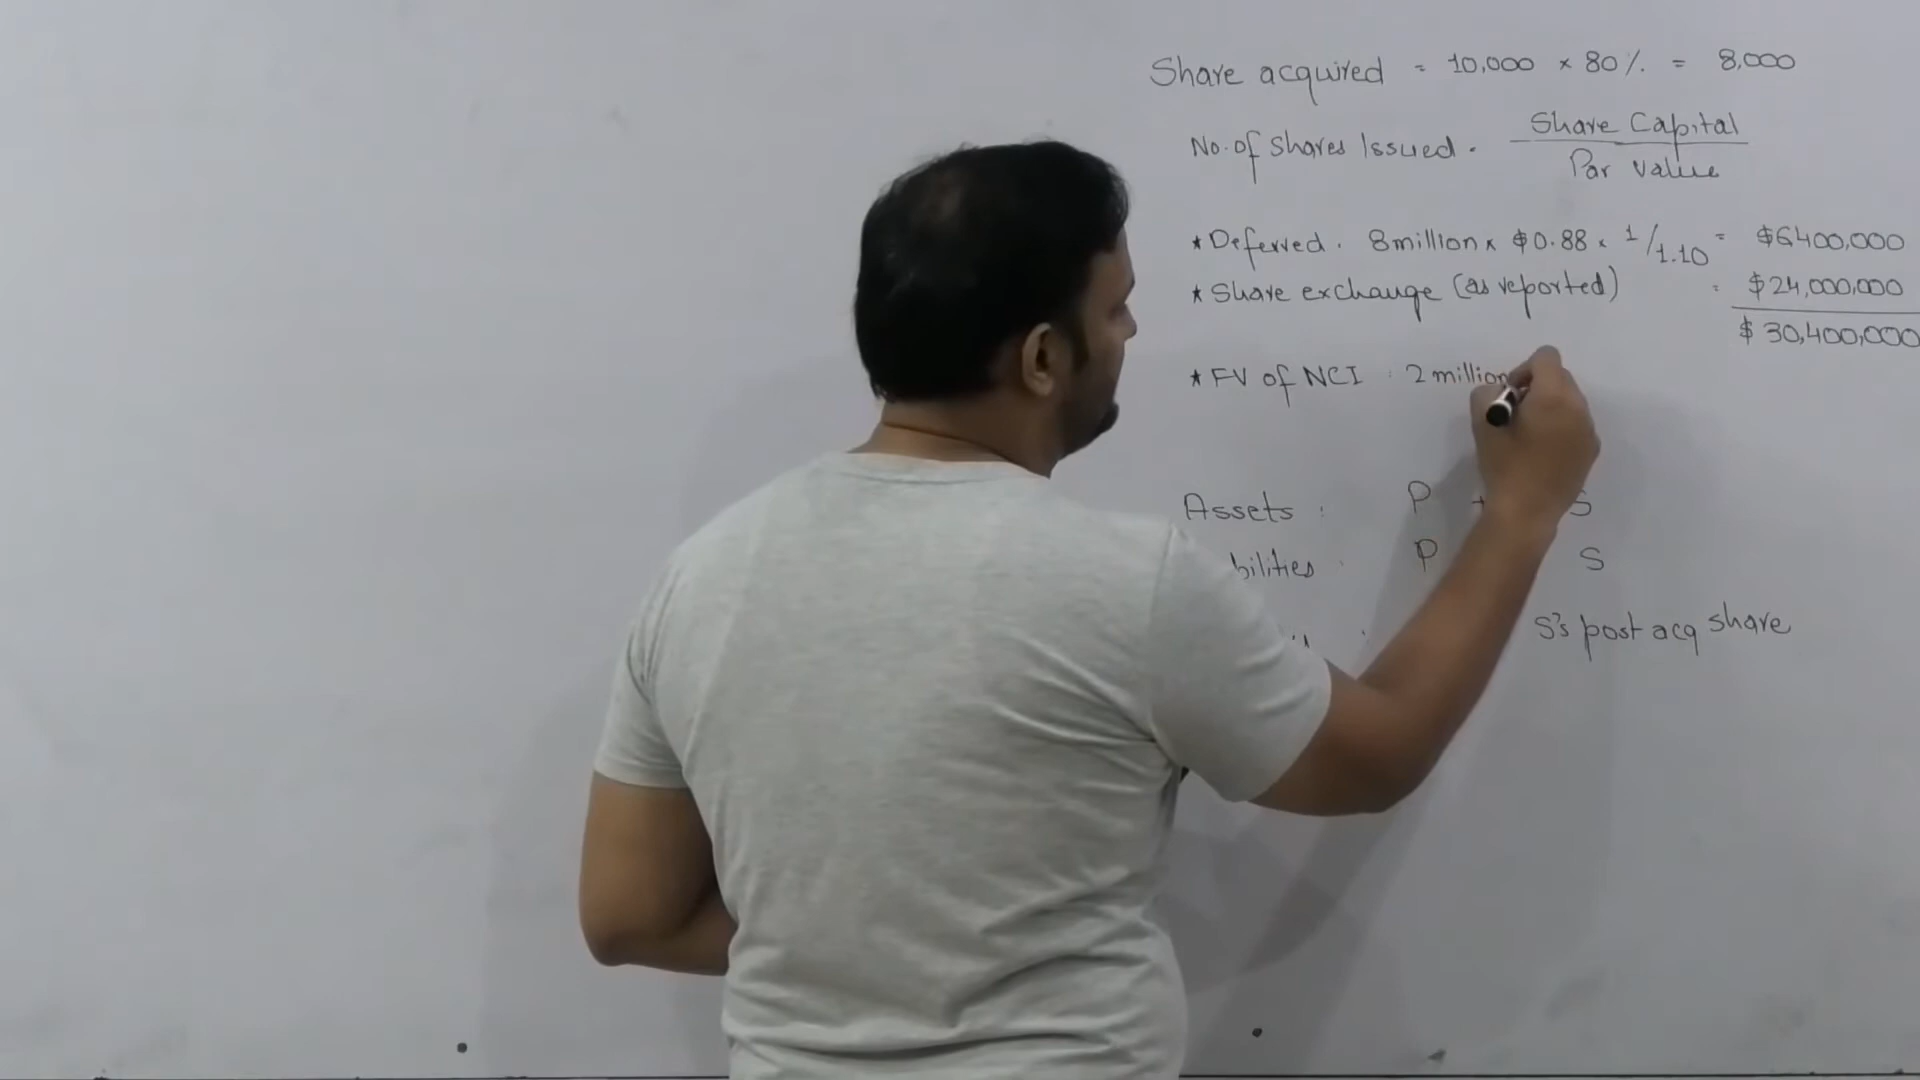 Share acquired = 10,000 × 80% = 8,000
No. of Shares Issued = Share Capital
Par Value
* Deferred = 8 million × $0.88 × 1/1.10 = $6400,000
* Share exchange (as reported) = $24,000,000
$30,400,000
* FV of NCI = 2 million
Assets : P + S
bilities : P S
S's post acq share